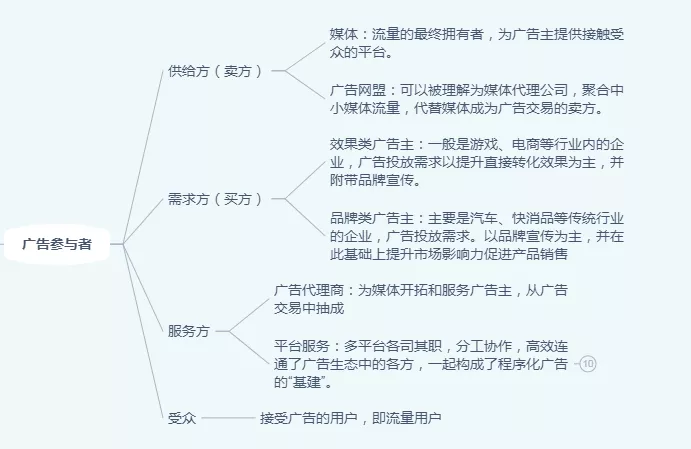 媒体：流量的最终拥有者，为广告主提供接触受
众的平台。
供给方（卖方）
广告网盟：可以被理解为媒体代理公司，聚合中
小媒体流量，代替媒体成为广告交易的卖方。
效果类广告主：一般是游戏、电商等行业内的企
业，广告投放需求以提升直接转化效果为主，并
附带品牌宣传。
需求方（买方）
品牌类广告主：主要是汽车、快消品等传统行业
的企业，广告投放需求。以品牌宣传为主，并在
此基础上提升市场影响力促进产品销售
广告参与者
广告代理商：为媒体开拓和服务广告主，从广告
交易中抽成
服务方
平台服务：多平台各司其职，分工协作，高效连
通了广告生态中的各方，一起构成了程序化广告
的“基建”。
10
受众
接受广告的用户，即流量用户